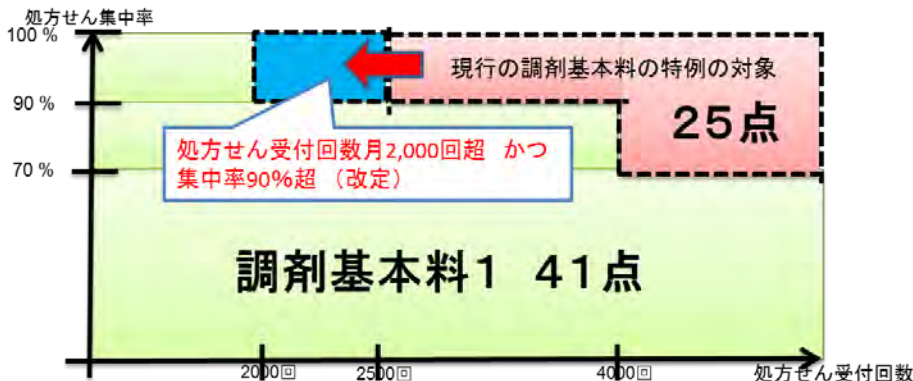 処方せん集中率
100 %
現行の調剤基本料の特例の対象
90 %
25点
処方せん受付回数月2,000回超 かつ
集中率90%超 （改定）
70 %
調剤基本料1 41点
2000回
2500回
4000回
処方せん受付回数